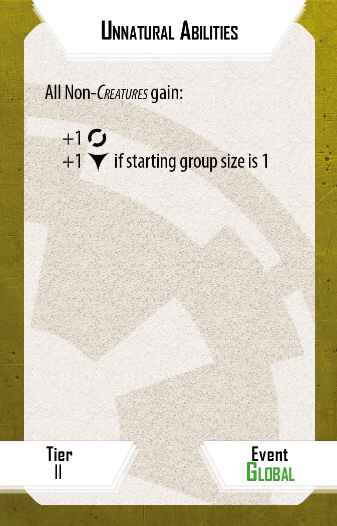 Unnatural Abilities
All Non-Creatures gain:
+1
+1 if starting group size is 1
Tier
II
Event
Global